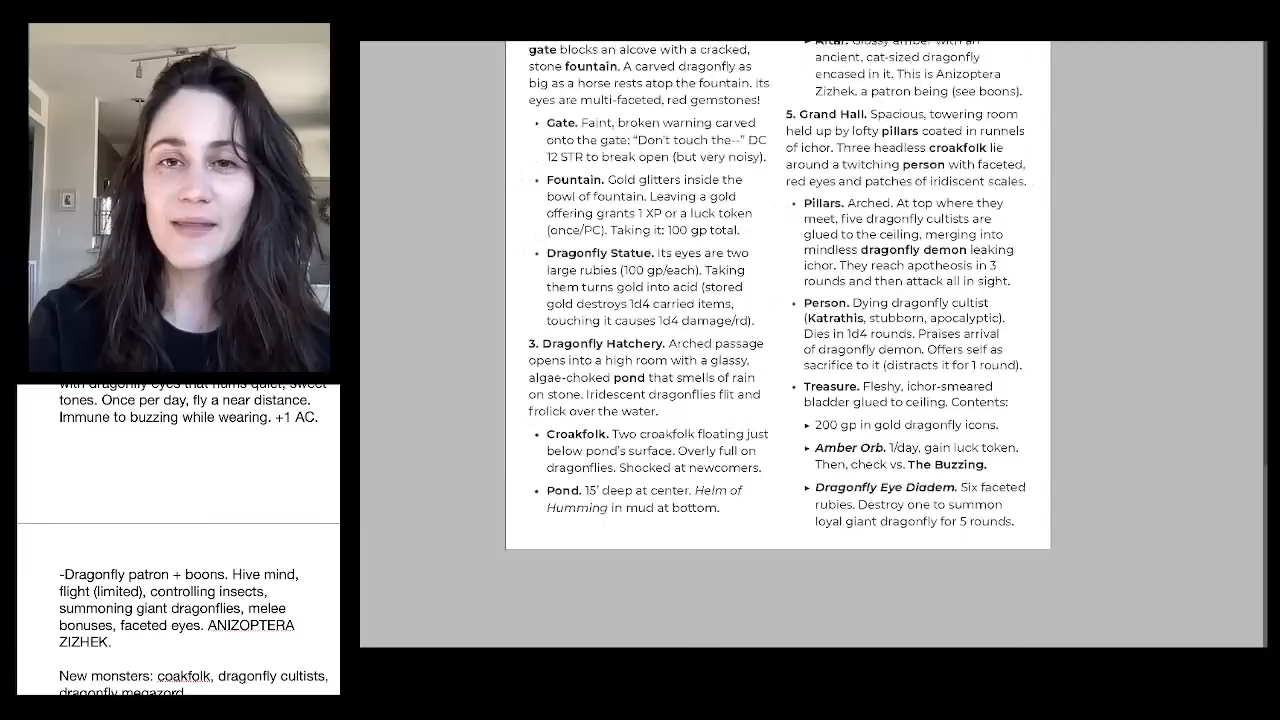 with dragonfly eyes that hums quiet, sweet
tones. Once per day, fly a near distance.
Immune to buzzing while wearing. +1 AC.
-Dragonfly patron + boons. Hive mind,
flight (limited), controlling insects,
summoning giant dragonflies, melee
bonuses, faceted eyes. ANIZOPTERA
ZIZHEK.
New monsters: coakfolk, dragonfly cultists,
dragonfly megazord
gate blocks an alcove with a cracked,
stone fountain. A carved dragonfly as
big as a horse rests atop the fountain. Its
eyes are multi-faceted, red gemstones!
• Gate. Faint, broken warning carved
onto the gate: “Don’t touch the--” DC
12 STR to break open (but very noisy).
• Fountain. Gold glitters inside the
bowl of fountain. Leaving a gold
offering grants 1 XP or a luck token
(once/PC). Taking it: 100 gp total.
• Dragonfly Statue. Its eyes are two
large rubies (100 gp/each). Taking
them turns gold into acid (stored
gold destroys 1d4 carried items,
touching it causes 1d4 damage/rd).
3. Dragonfly Hatchery. Arched passage
opens into a high room with a glassy,
algae-choked pond that smells of rain
on stone. Iridescent dragonflies flit and
frolick over the water.
• Croakfolk. Two croakfolk floating just
below pond’s surface. Overly full on
dragonflies. Shocked at newcomers.
• Pond. 15’ deep at center. Helm of
Humming in mud at bottom.
▸ Altar. Glossy amber with an
ancient, cat-sized dragonfly
encased in it. This is Anizoptera
Zizhek. a patron being (see boons).
5. Grand Hall. Spacious, towering room
held up by lofty pillars coated in runnels
of ichor. Three headless croakfolk lie
around a twitching person with faceted,
red eyes and patches of iridiscent scales.
• Pillars. Arched. At top where they
meet, five dragonfly cultists are
glued to the ceiling, merging into
mindless dragonfly demon leaking
ichor. They reach apotheosis in 3
rounds and then attack all in sight.
• Person. Dying dragonfly cultist
(Katrathis, stubborn, apocalyptic).
Dies in 1d4 rounds. Praises arrival
of dragonfly demon. Offers self as
sacrifice to it (distracts it for 1 round).
• Treasure. Fleshy, ichor-smeared
bladder glued to ceiling. Contents:
▸ 200 gp in gold dragonfly icons.
▸ Amber Orb. 1/day, gain luck token.
Then, check vs. The Buzzing.
▸ Dragonfly Eye Diadem. Six faceted
rubies. Destroy one to summon
loyal giant dragonfly for 5 rounds.